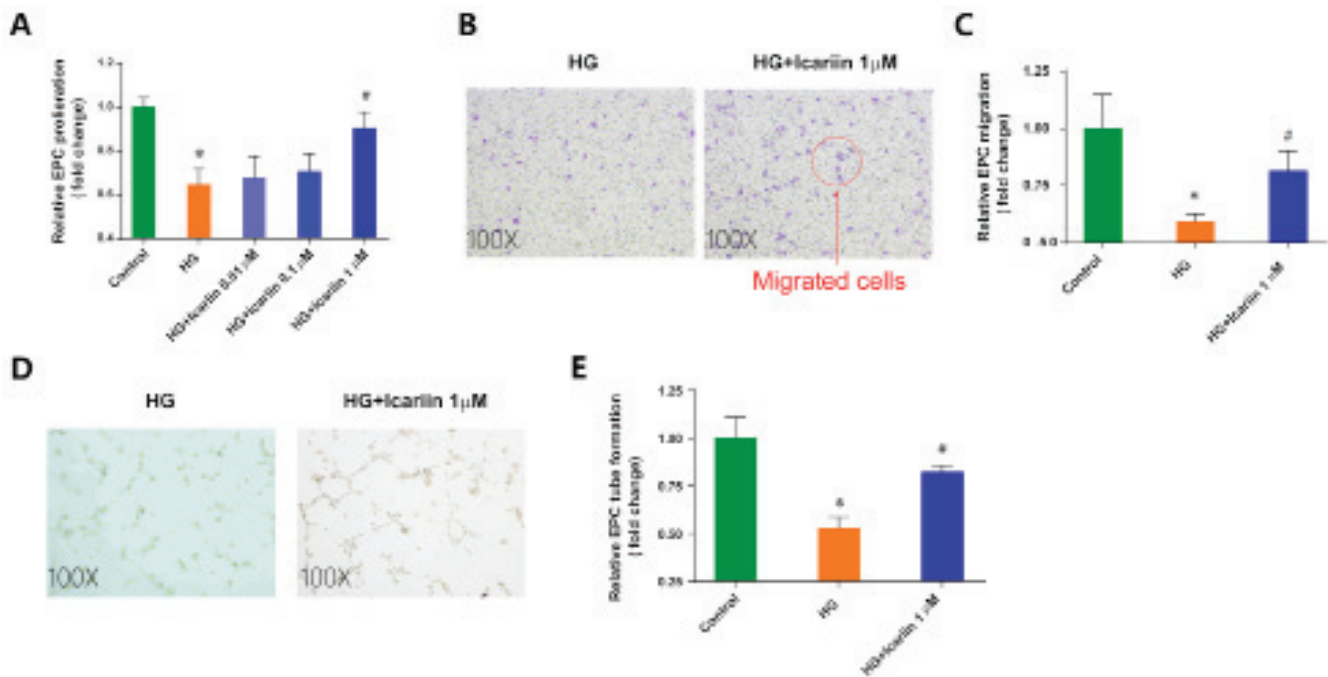 A
Relative EPC proliferation
( fold change)
1.0
0.8
0.6
0.4
*
#
Control
HG
HG+Icariin 0.01 μM
HG+Icariin 0.1 μM
HG+Icariin 1 μM
B
HG
HG+Icariin 1μM
100X
100X
Migrated cells
C
Relative EPC migration
( fold change)
1.25
1.00
0.75
0.50
*
Control
HG
HG+Icariin 1 μM
D
HG
HG+Icariin 1μM
100X
100X
E
Relative EPC tube formation
( fold change)
1.00
0.75
0.50
0.25
*
#
Control
HG
HG+Icariin 1 μM